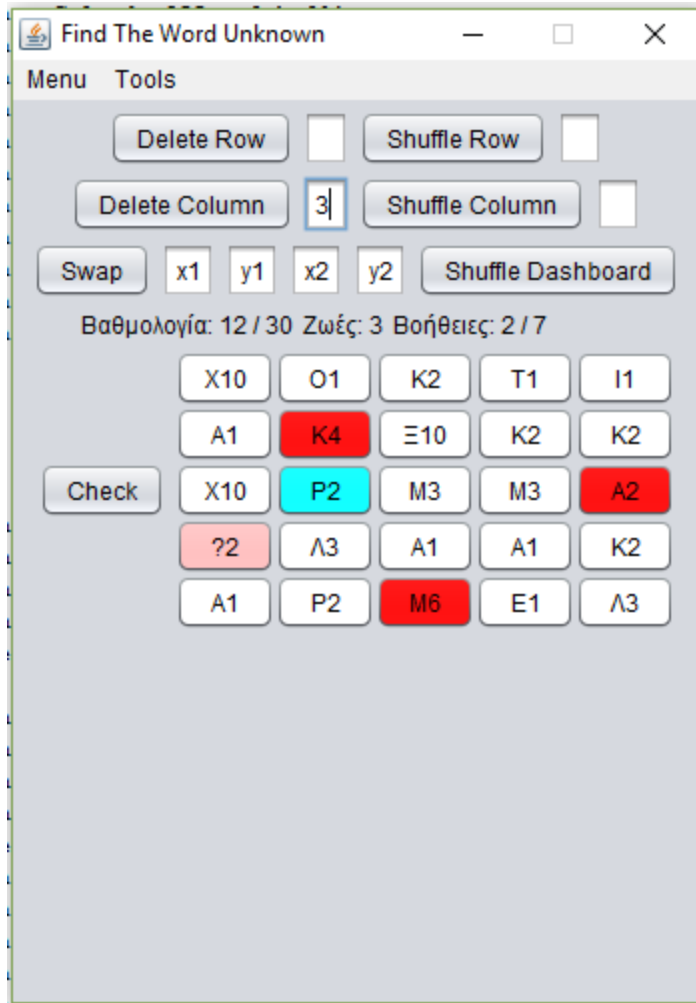 Find The Word Unknown
Menu Tools
Delete Row Shuffle Row
Delete Column 3 Shuffle Column
Swap x1 y1 x2 y2 Shuffle Dashboard
Βαθμολογία: 12 / 30 Ζωές: 3 Βοήθειες: 2 / 7
Χ10 Ο1 Κ2 Τ1 Ι1
Α1 Κ4 Ξ10 Κ2 Κ2
Check Χ10 Ρ2 Μ3 Μ3 Α2
?2 Λ3 Α1 Α1 Κ2
Α1 Ρ2 Μ6 Ε1 Λ3